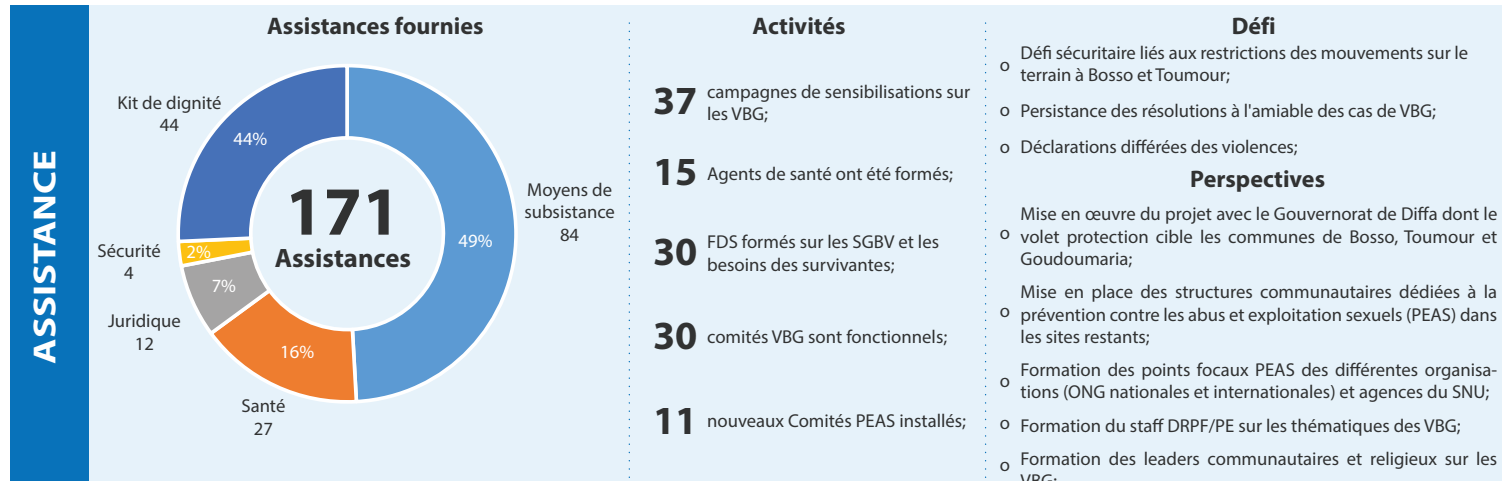 ASSISTANCE
Assistances fournies
Kit de dignité
44
44%
Moyens de
subsistance
84
49%
171
Assistances
Sécurité
4
2%
7%
Juridique
12
16%
Santé
27
Activités
37 campagnes de sensibilisations sur
les VBG;
15 Agents de santé ont été formés;
30 FDS formés sur les SGBV et les
besoins des survivantes;
30 comités VBG sont fonctionnels;
11 nouveaux Comités PEAS installés;
Défi
o Défi sécuritaire liés aux restrictions des mouvements sur le
terrain à Bosso et Toumour;
o Persistance des résolutions à l'amiable des cas de VBG;
o Déclarations différées des violences;
Perspectives
Mise en œuvre du projet avec le Gouvernorat de Diffa dont le
o volet protection cible les communes de Bosso, Toumour et
Goudoumaria;
Mise en place des structures communautaires dédiées à la
o prévention contre les abus et exploitation sexuels (PEAS) dans
les sites restants;
o Formation des points focaux PEAS des différentes organisa-
tions (ONG nationales et internationales) et agences du SNU;
o Formation du staff DRPF/PE sur les thématiques des VBG;
o Formation des leaders communautaires et religieux sur les
VBG;